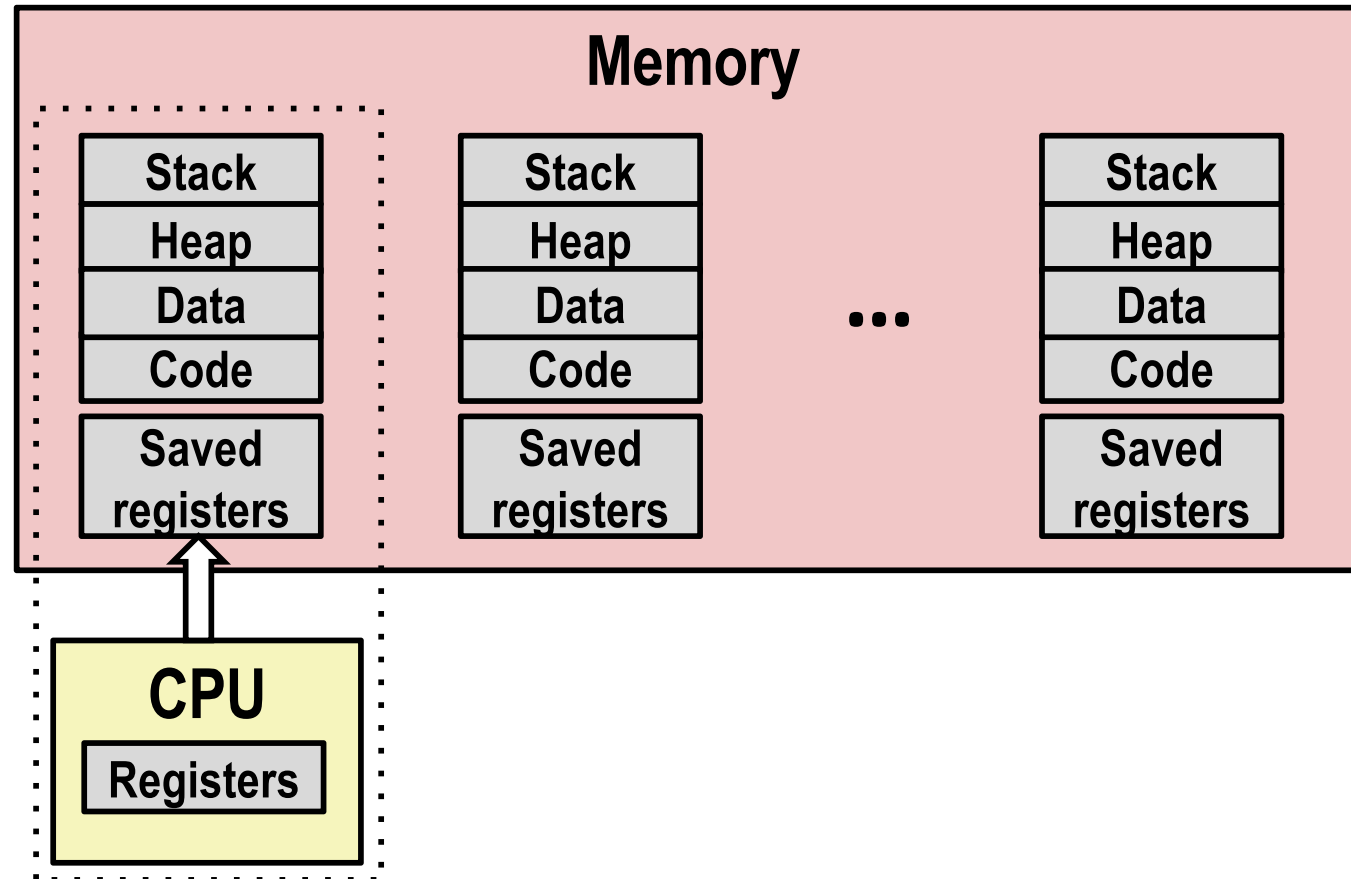 Memory
Stack
Heap
Data
Code
Saved
registers
Stack
Heap
Data
Code
Saved
registers
...
Stack
Heap
Data
Code
Saved
registers
CPU
Registers